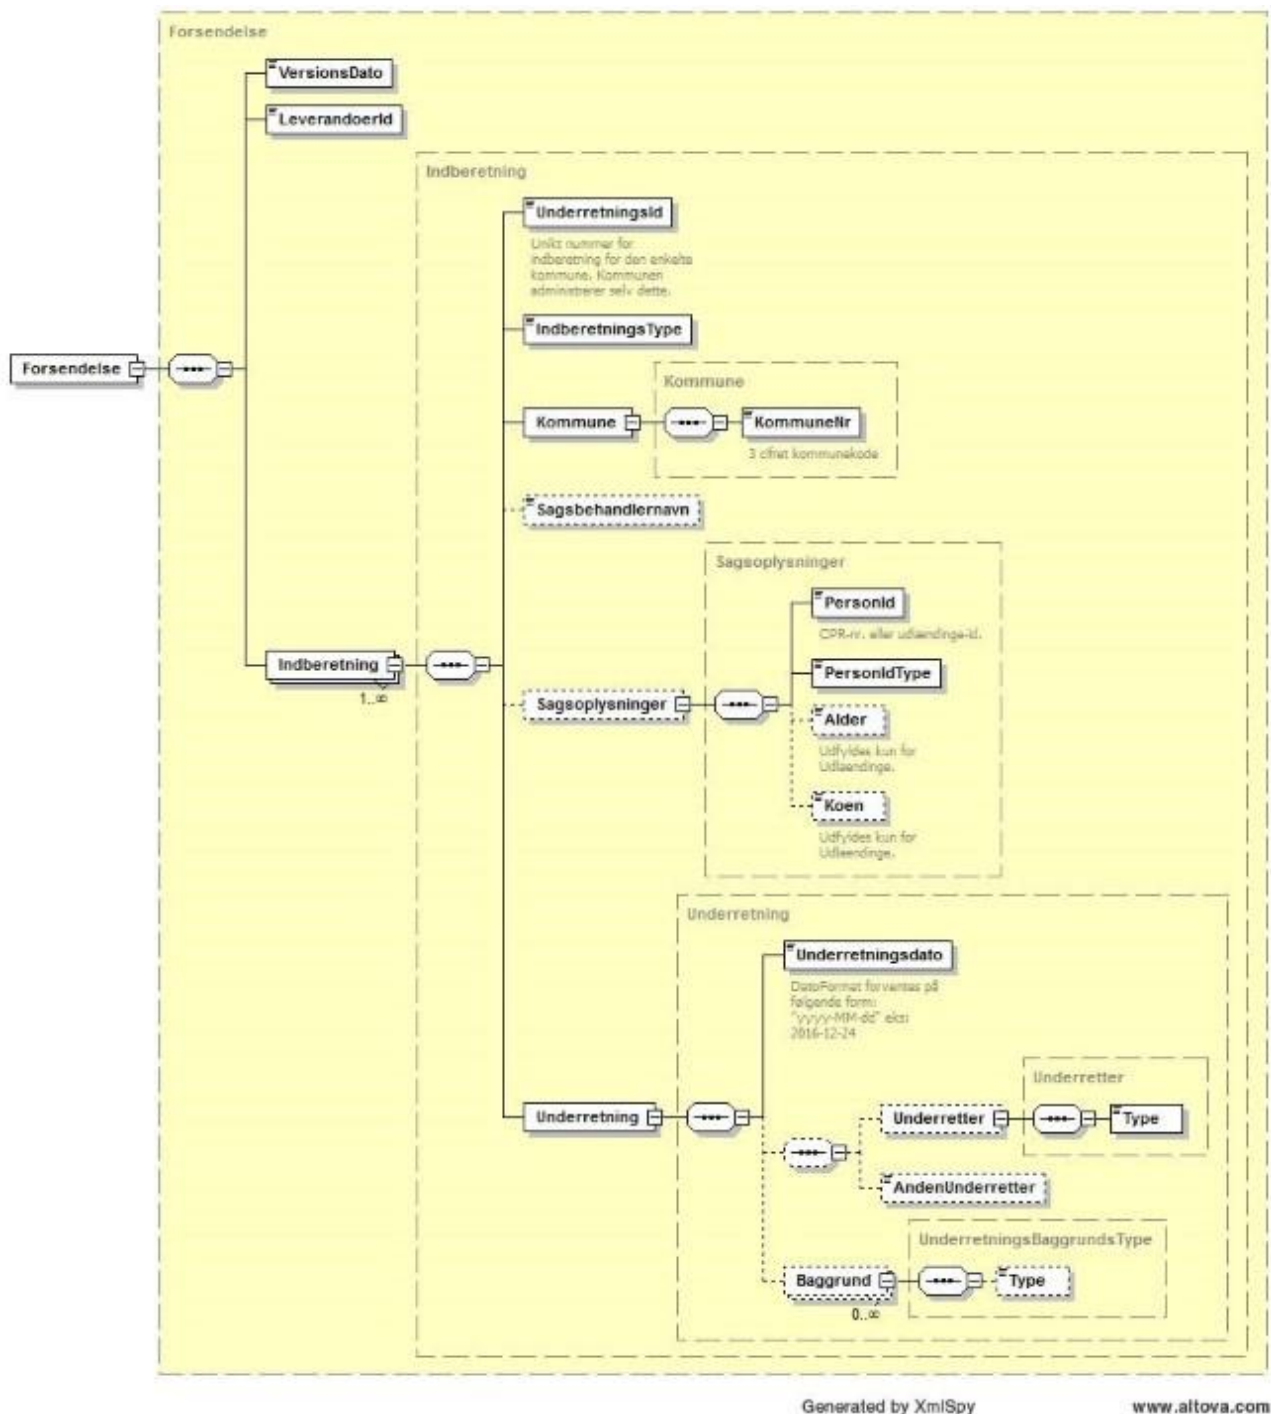 Forsendelse
VersionsDato
LeverandoerId
Indberetning
UnderretningsId
Unikt nummer for
indberetning for den enkelte
kommune. Kommunen
administrerer selv dette.
IndberetningsType
Forsendelse
Kommune
Kommune
KommuneNr
3 cifret kommunekode
Sagsbehandlernavn
Sagsoplysninger
PersonId
CPR-nr. eller udlændinge-id.
Indberetning
1..∞
PersonIdType
Sagsoplysninger
Alder
Udfyldes kun for
Udlaendinge.
Koen
Udfyldes kun for
Udlaendinge.
Underretning
Underretningsdato
DatoFormat forventes på
følgende form:
"yyyy-MM-dd" eks:
2016-12-24
Underretter
Underretning
Underretter
Type
AndenUnderretter
UnderretningsBaggrundsType
Baggrund
0..∞
Type
Generated by XmlSpy
www.altova.com